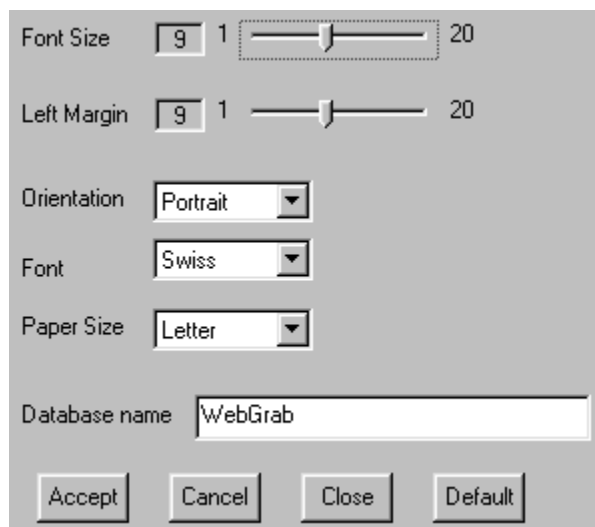 Font Size 9 1 20
Left Margin 9 1 20
Orientation Portrait
Font Swiss
Paper Size Letter
Database name WebGrab
Accept Cancel Close Default